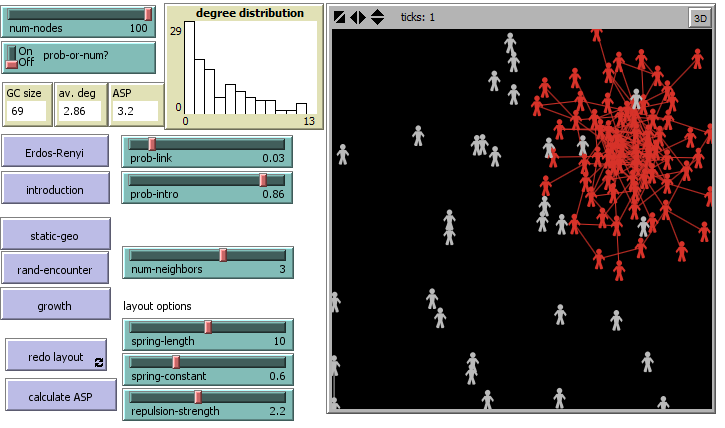 num-nodes 100
On
Off
prob-or-num?
GC size
69
av. deg
2.86
ASP
3.2
degree distribution
29
0
0 13
Erdos-Renyi
prob-link 0.03
introduction
prob-intro 0.86
static-geo
rand-encounter
num-neighbors 3
growth
layout options
spring-length 10
redo layout
spring-constant 0.6
calculate ASP
repulsion-strength 2.2
ticks: 1
3D